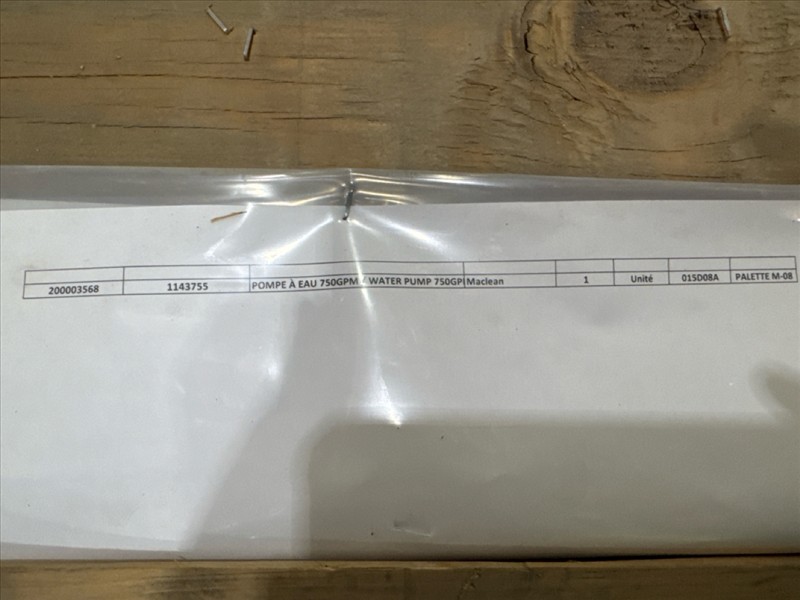 200003568 1143755 POMPE À EAU 750GPM / WATER PUMP 750GP Maclean 1 Unité 015D08A PALETTE M-08